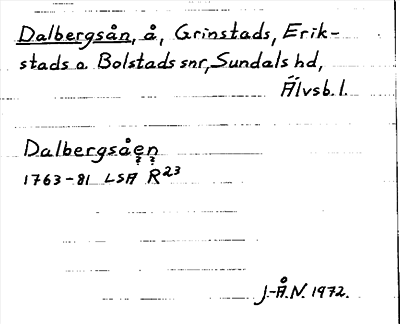 Dalbergsån, å, Grinstads, Erik-
stads o. Bolstads snr, Sundals hd,
Älvsb. l.
Dalbergsåen
? ?
1763-81 LSA R23
J.-Å.N. 1972.